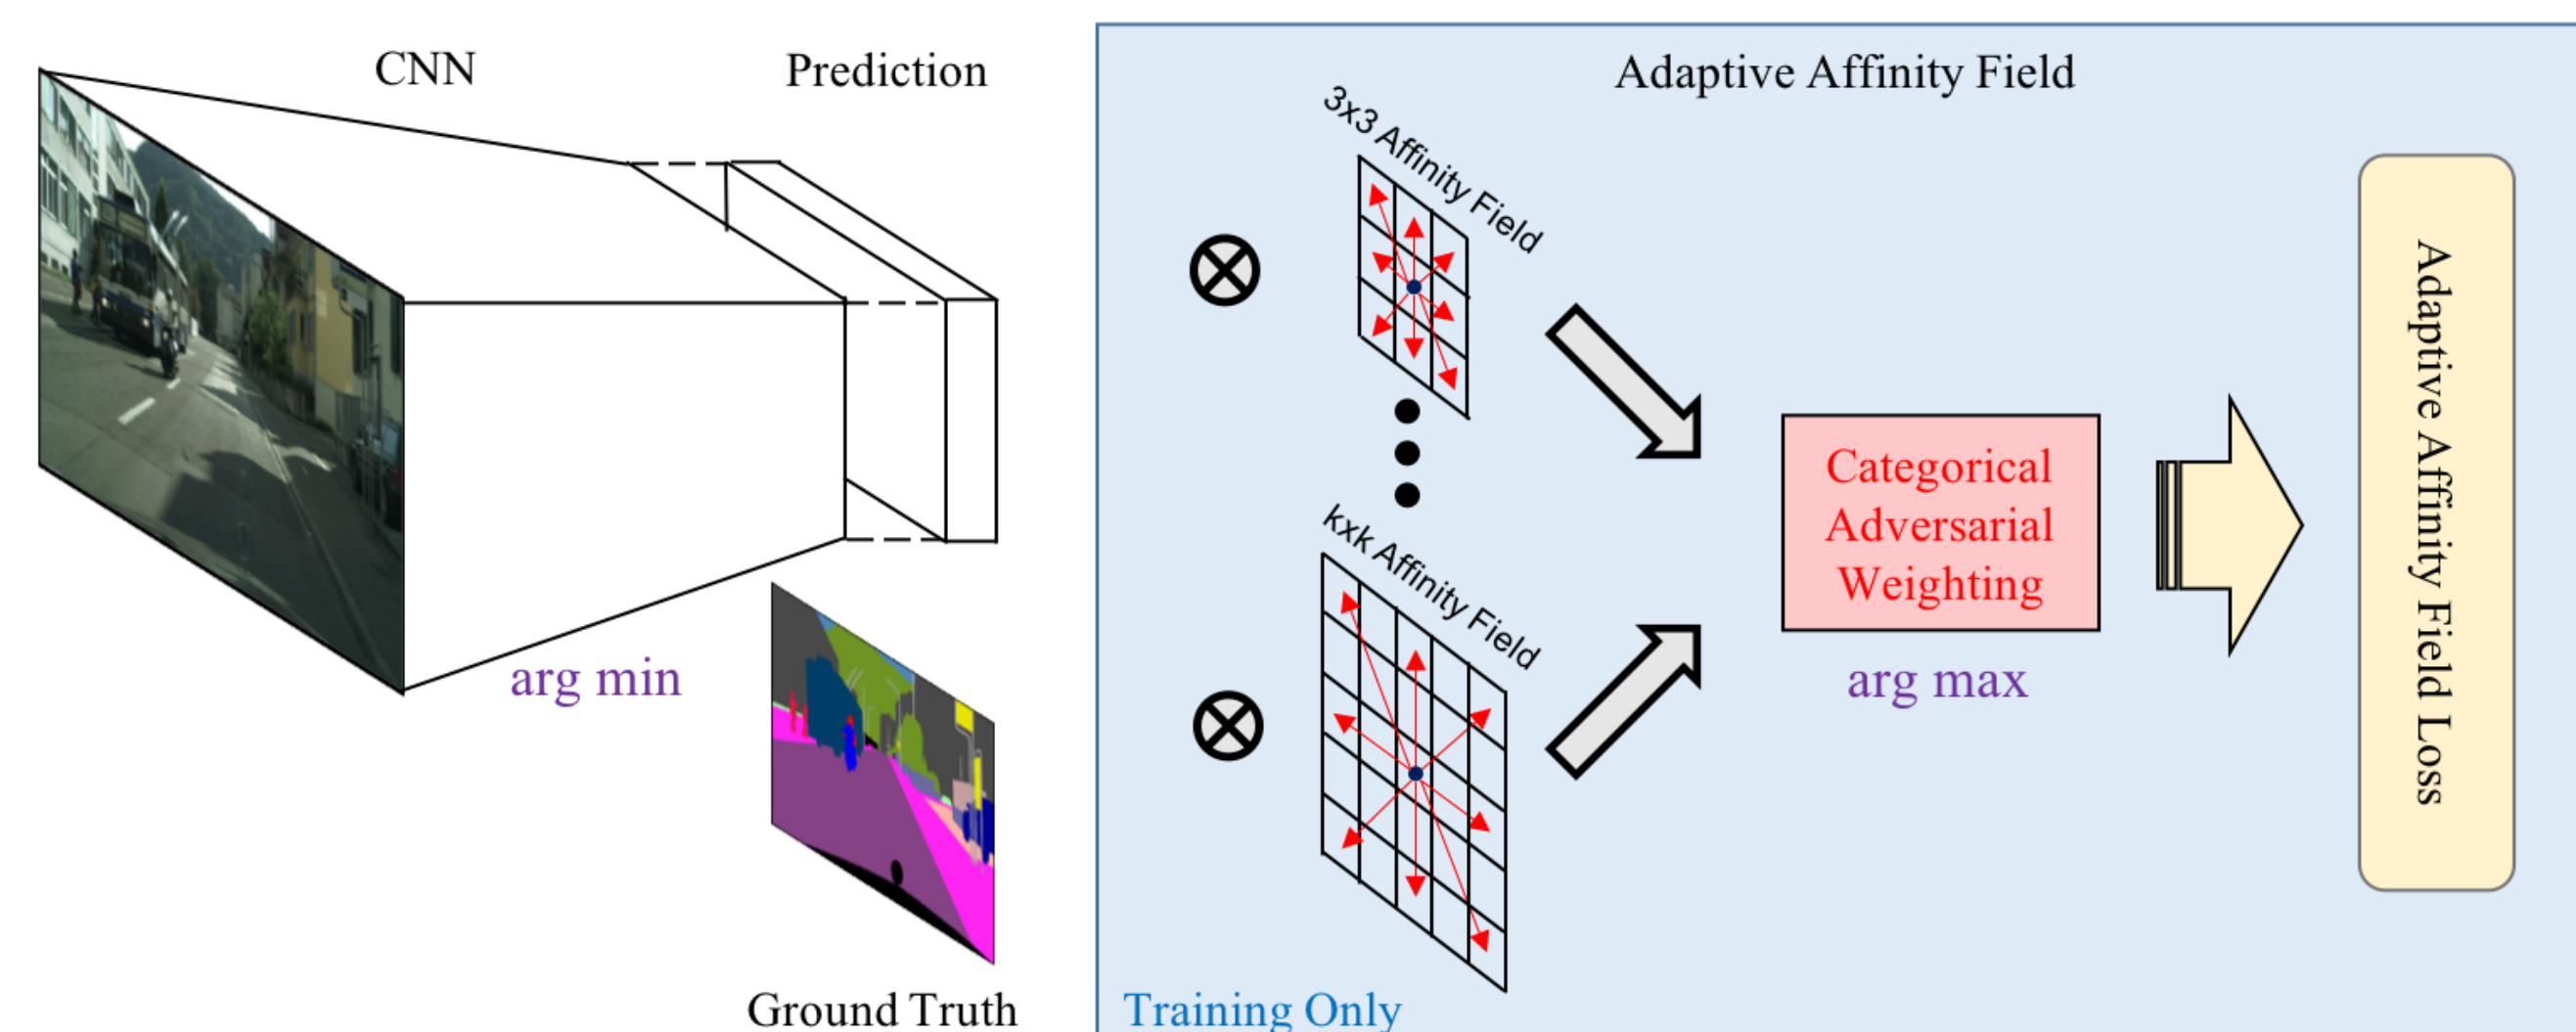 CNN
Prediction
arg min
Ground Truth
Adaptive Affinity Field
3x3 Affinity Field
kxk Affinity Field
Categorical
Adversarial
Weighting
arg max
Adaptive Affinity Field Loss
Training Only